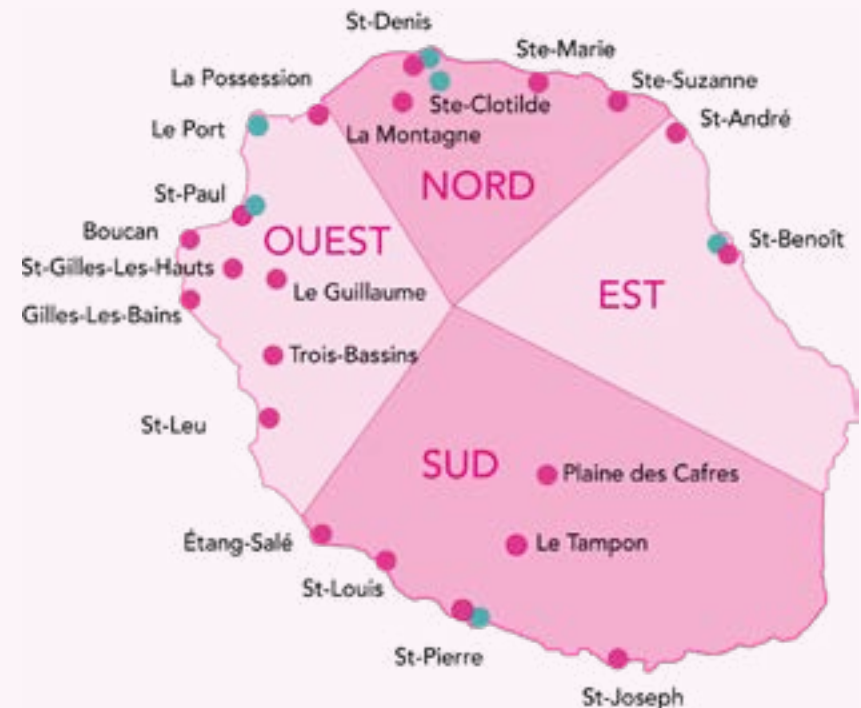 St-Denis
Ste-Marie
La Possession
Ste-Suzanne
Ste-Clotilde
Le Port
La Montagne
St-André
NORD
St-Paul
Boucan
OUEST
St-Benoît
St-Gilles-Les-Hauts
Le Guillaume
EST
Gilles-Les-Bains
Trois-Bassins
St-Leu
SUD
Plaine des Cafres
Étang-Salé
Le Tampon
St-Louis
St-Pierre
St-Joseph